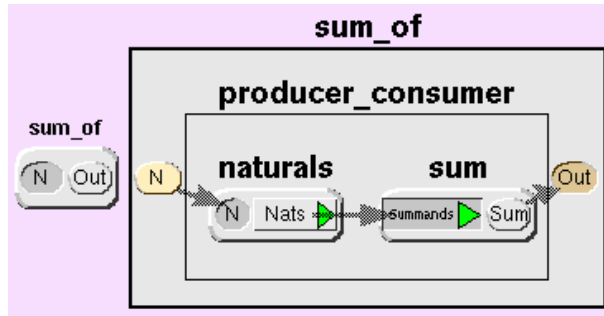 sum_of
producer_consumer
sum_of
naturals sum
N Out N N Nats Summands Sum Out